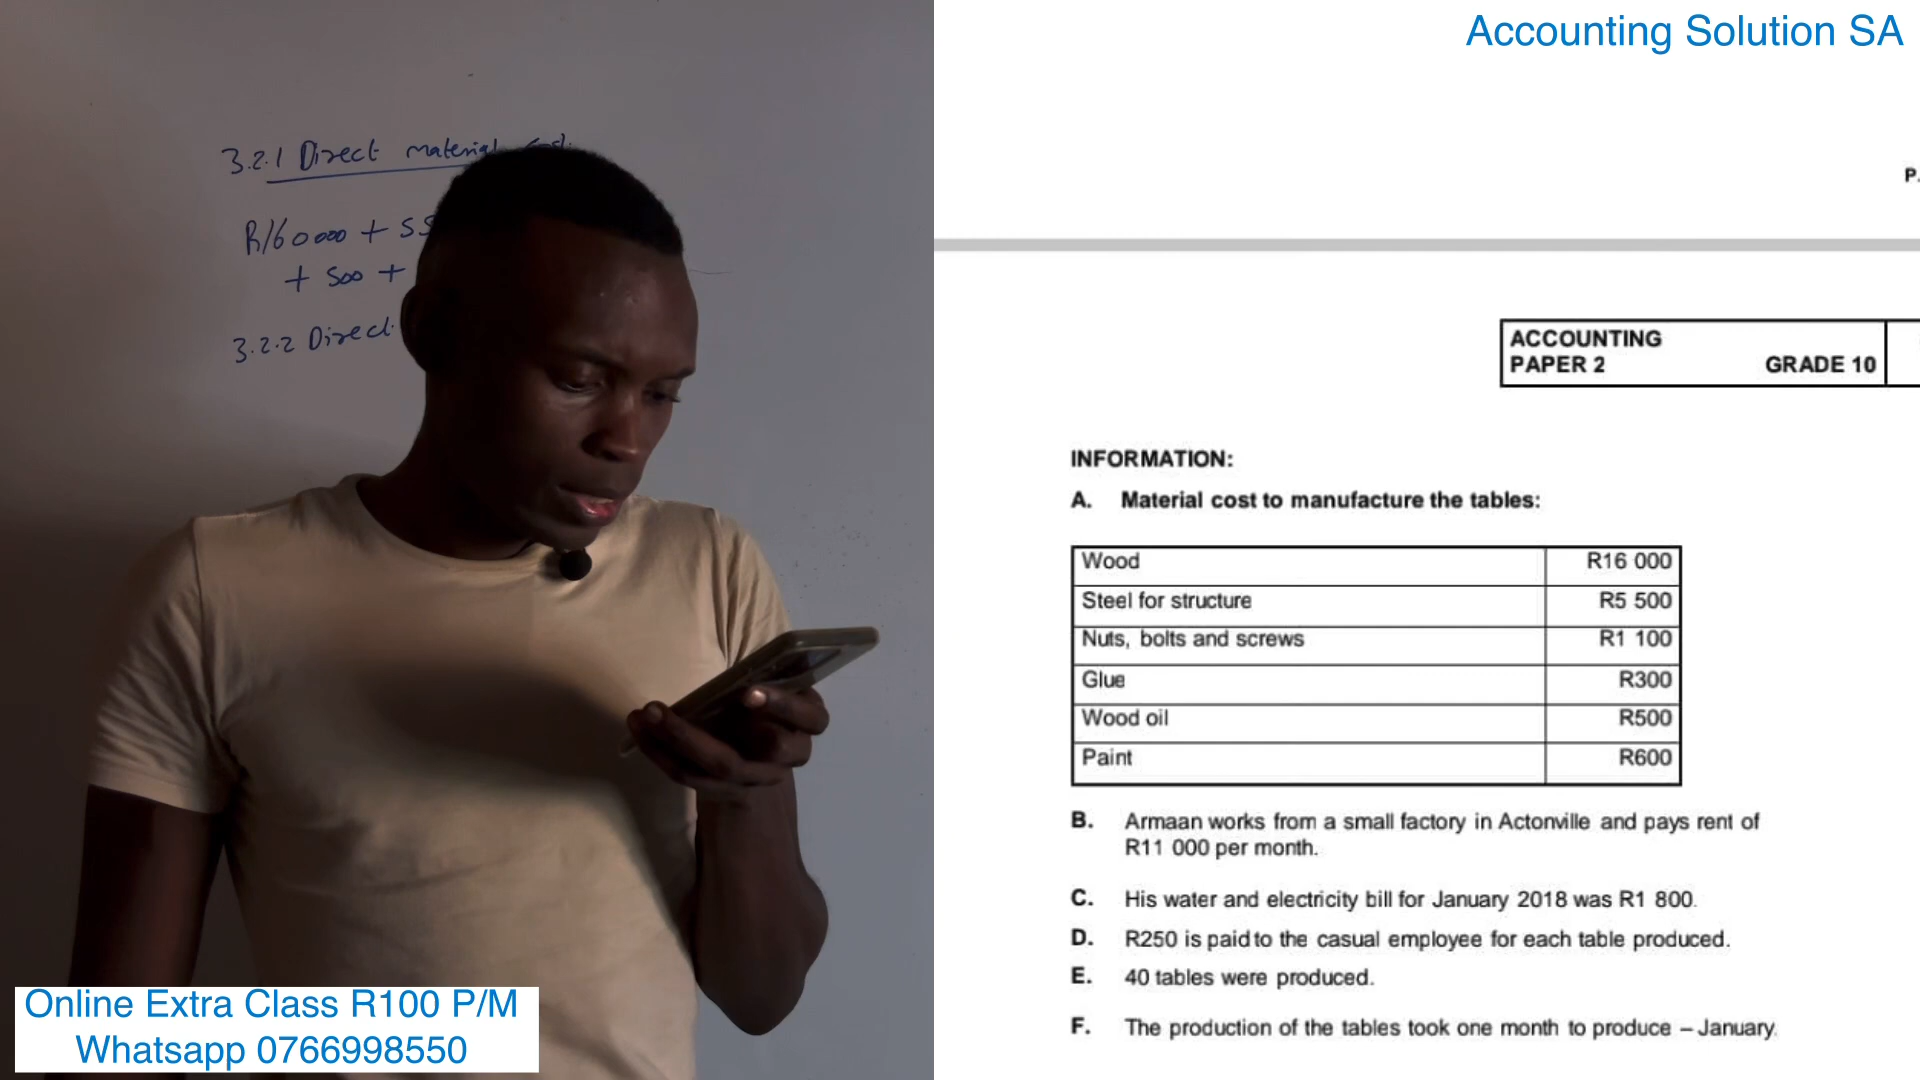 Accounting Solution SA
3.2.1 Direct material
R16 000 + 55
+ 500 +
3.2.2 Direct
P.
ACCOUNTING
PAPER 2 GRADE 10
INFORMATION:
A. Material cost to manufacture the tables:
Wood R16 000
Steel for structure R5 500
Nuts, bolts and screws R1 100
Glue R300
Wood oil R500
Paint R600
B. Armaan works from a small factory in Actonville and pays rent of
R11 000 per month.
C. His water and electricity bill for January 2018 was R1 800.
D. R250 is paid to the casual employee for each table produced.
E. 40 tables were produced.
F. The production of the tables took one month to produce – January.
Online Extra Class R100 P/M
Whatsapp 0766998550